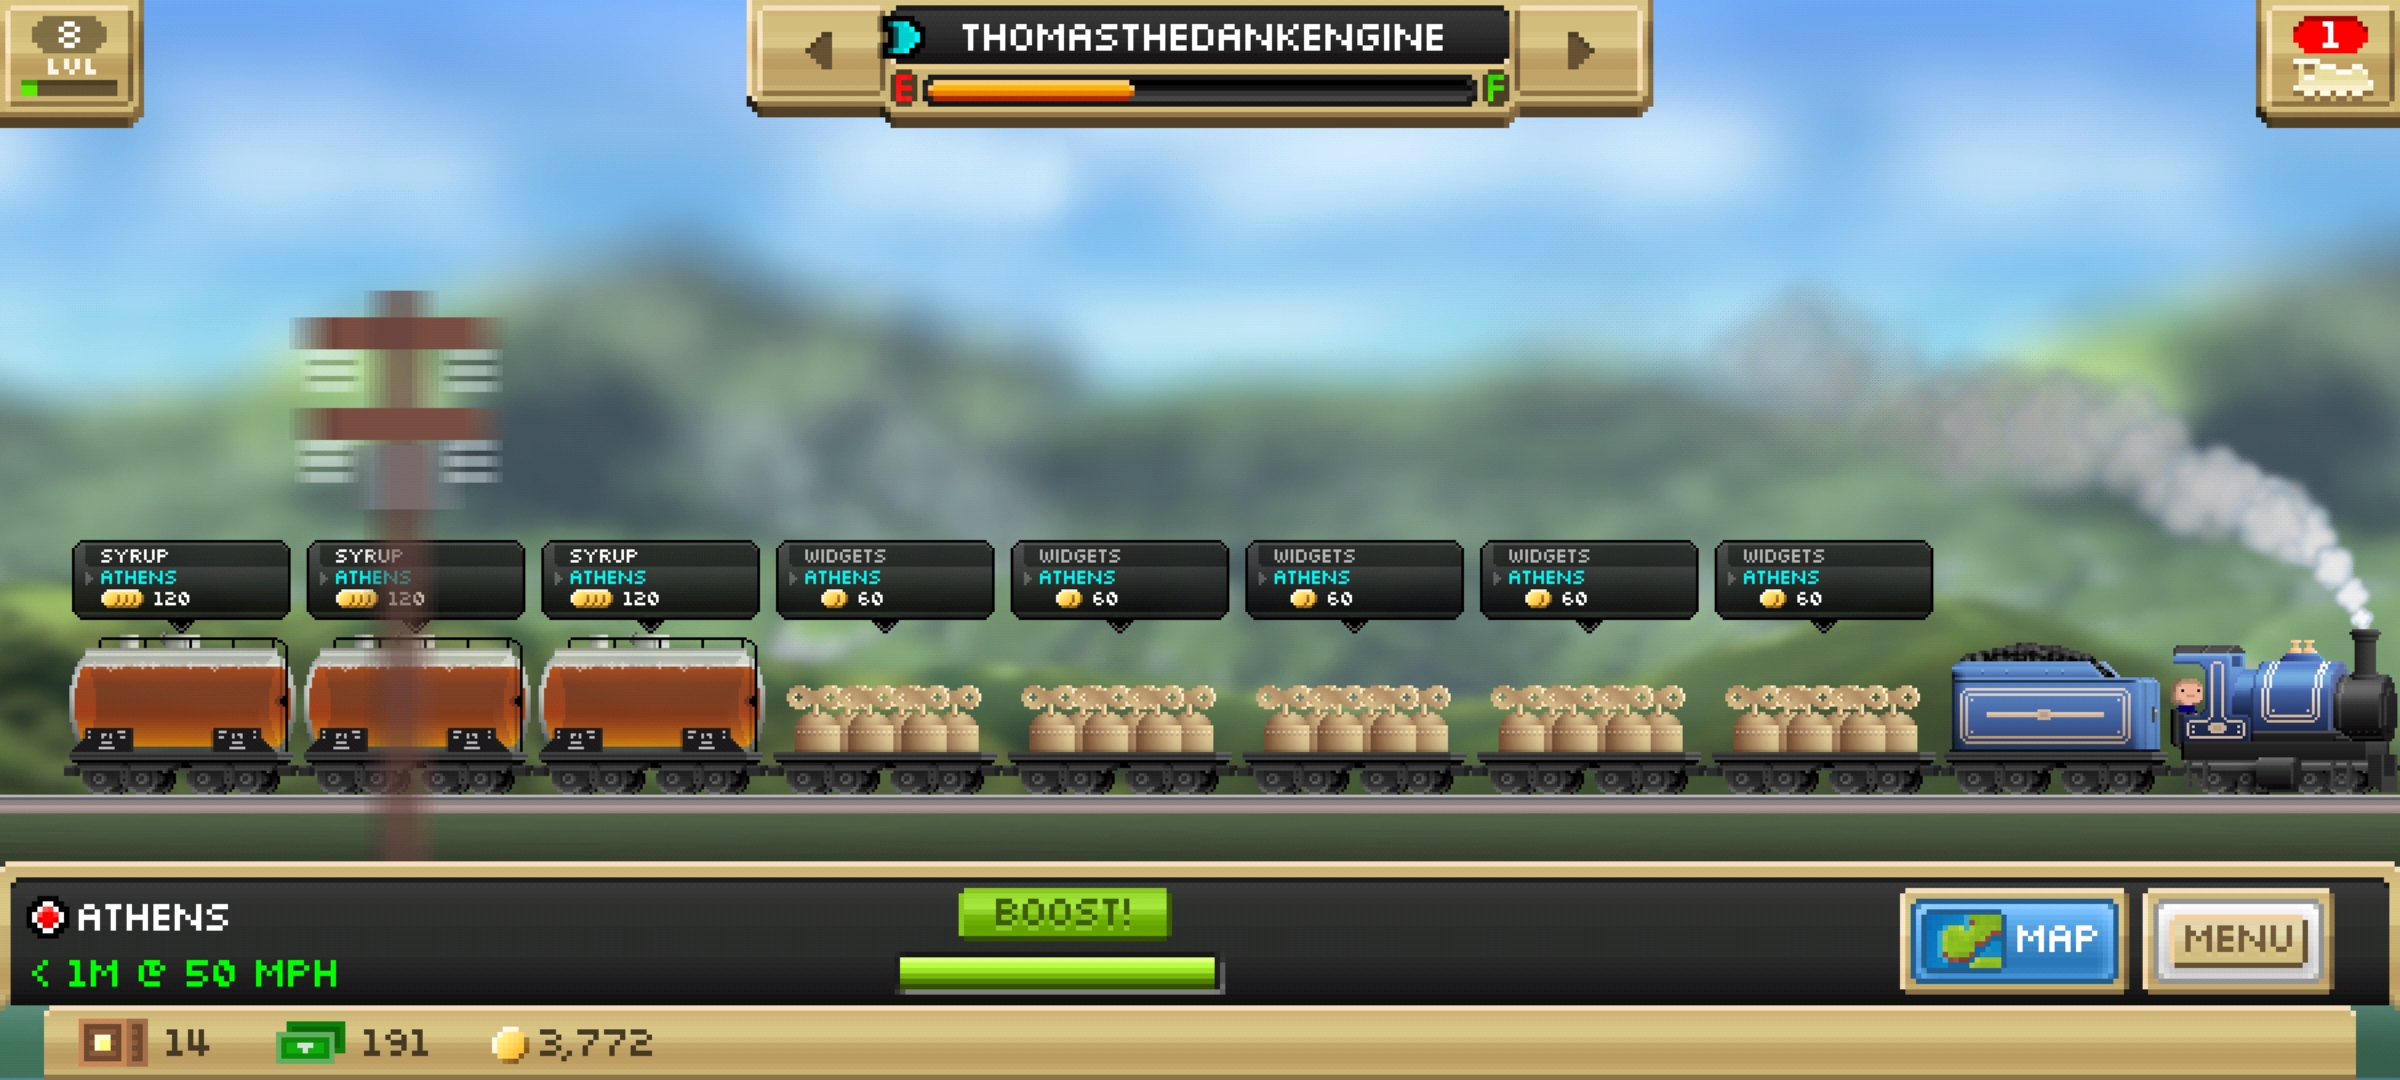 8
LVL
THOMASTHEDANKENGINE
E F
1
SYRUP
ATHENS
120
SYRUP
ATHENS
120
SYRUP
ATHENS
120
WIDGETS
ATHENS
60
WIDGETS
ATHENS
60
WIDGETS
ATHENS
60
WIDGETS
ATHENS
60
WIDGETS
ATHENS
60
ATHENS
< 1M @ 50 MPH
BOOST!
MAP
MENU
14 191 3,772